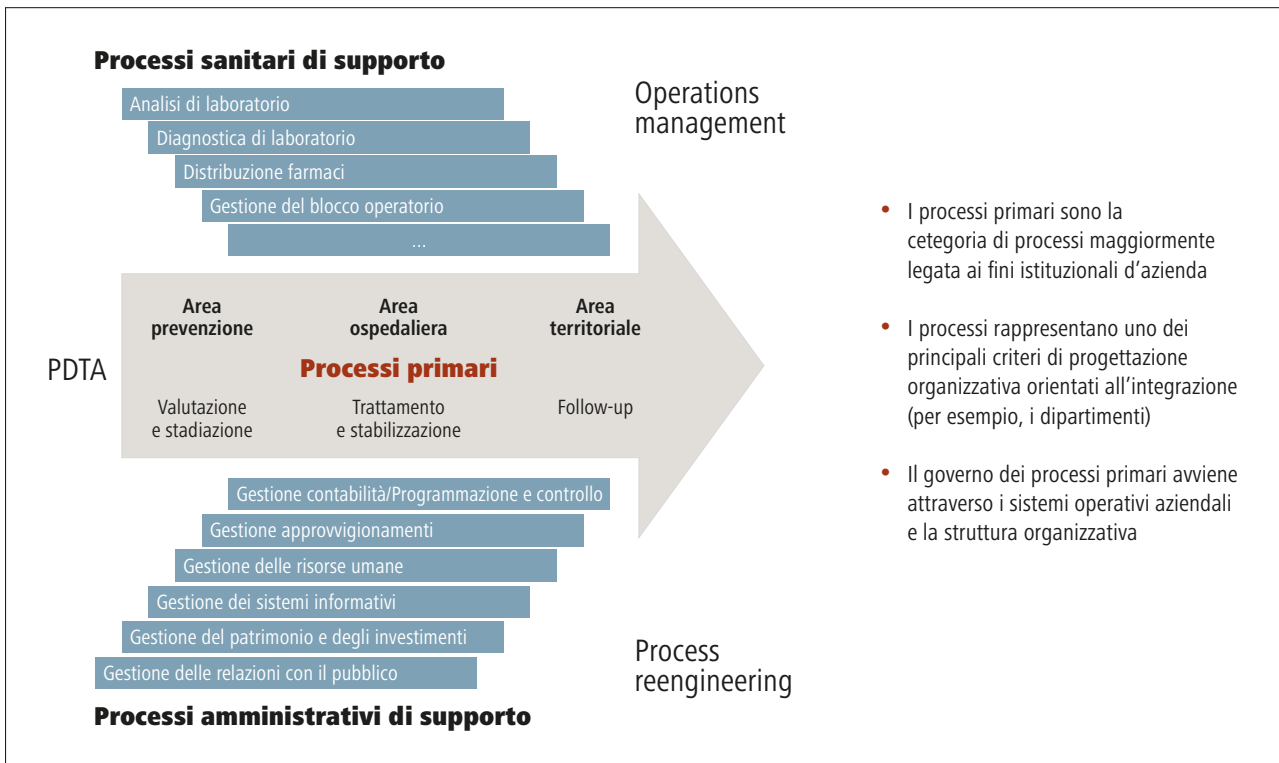 Processi sanitari di supporto
Analisi di laboratorio
Diagnostica di laboratorio
Distribuzione farmaci
Gestione del blocco operatorio
...
Operations
management
PDTA
Area
prevenzione
Area
ospedaliera
Area
territoriale
Processi primari
Valutazione
e stadiazione
Trattamento
e stabilizzazione
Follow-up
Gestione contabilità/Programmazione e controllo
Gestione approvvigionamenti
Gestione delle risorse umane
Gestione dei sistemi informativi
Gestione del patrimonio e degli investimenti
Gestione delle relazioni con il pubblico
Processi amministrativi di supporto
Process
reengineering
• I processi primari sono la
cetegoria di processi maggiormente
legata ai fini istituzionali d’azienda
• I processi rappresentano uno dei
principali criteri di progettazione
organizzativa orientati all’integrazione
(per esempio, i dipartimenti)
• Il governo dei processi primari avviene
attraverso i sistemi operativi aziendali
e la struttura organizzativa